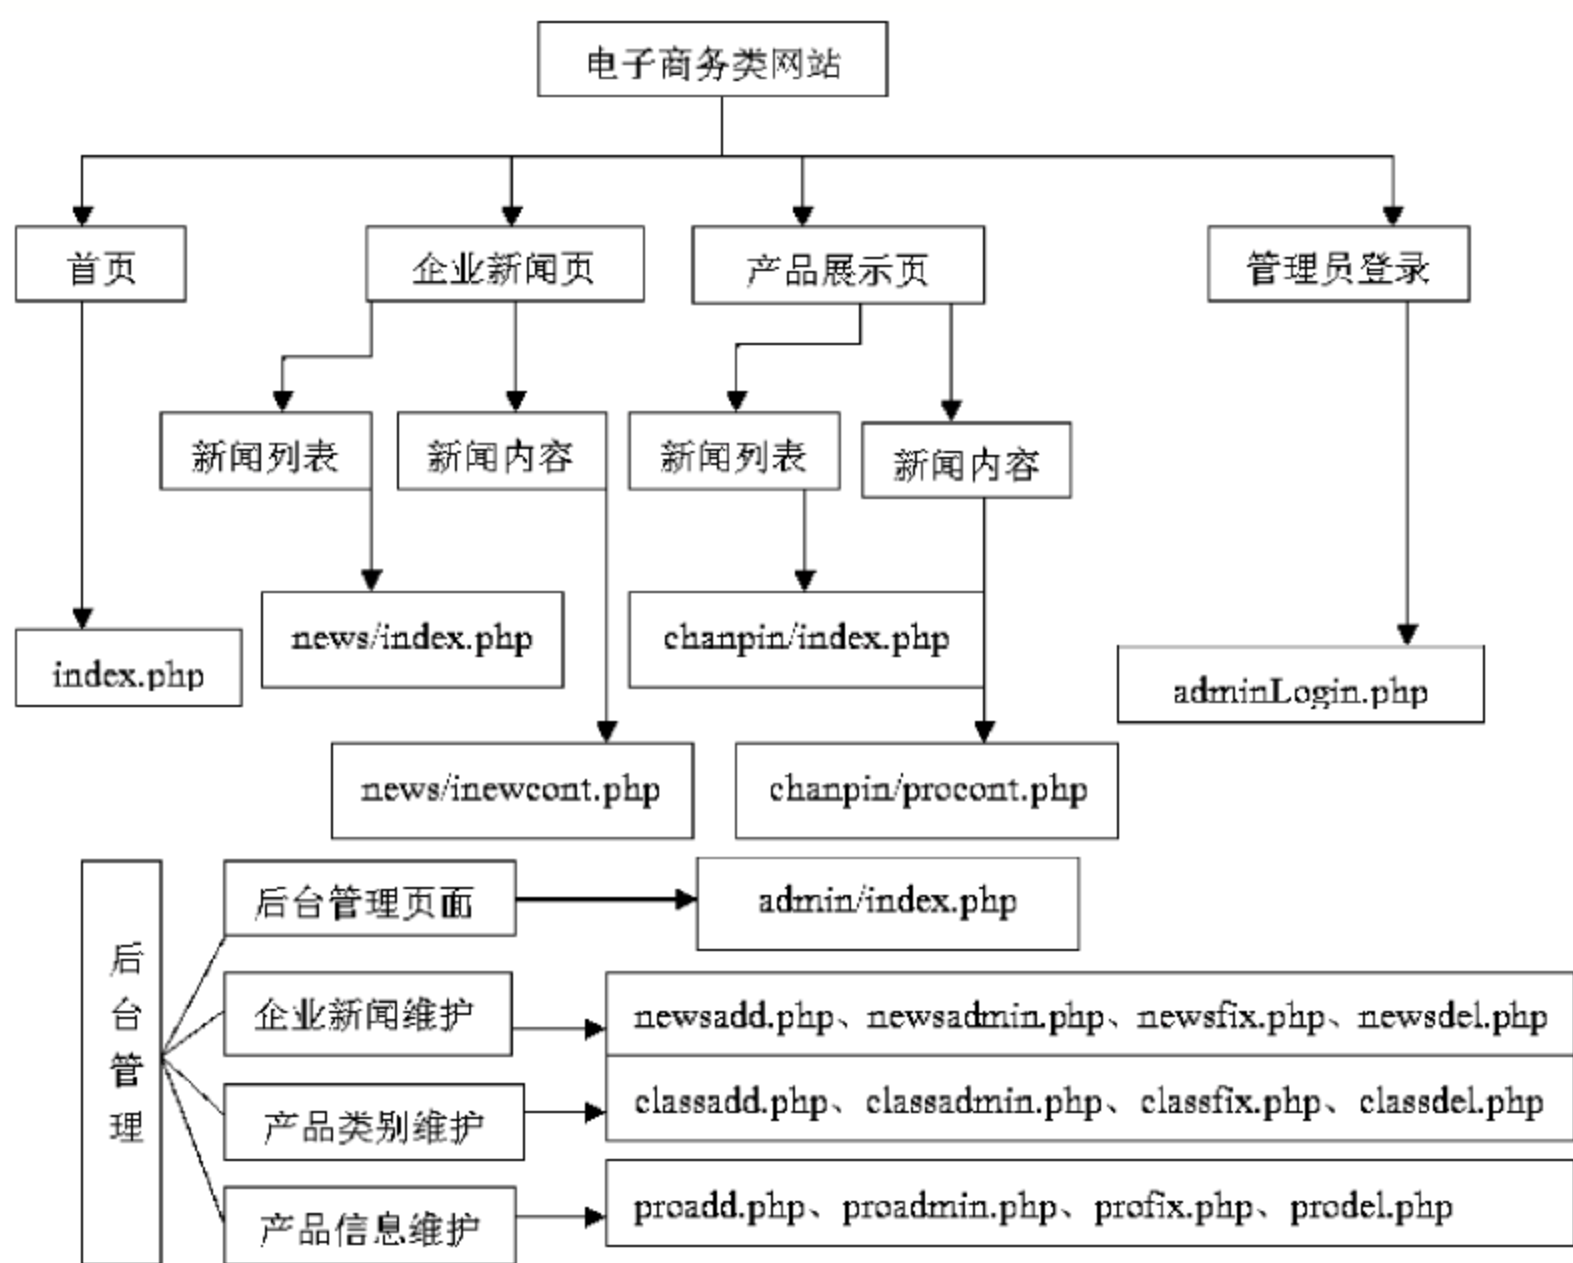 电子商务类网站
首页
企业新闻页
产品展示页
管理员登录
新闻列表
新闻内容
新闻列表
新闻内容
news/index.php
chanpin/index.php
index.php
adminLogin.php
news/inewcont.php
chanpin/procont.php
后台管理
后台管理页面
admin/index.php
企业新闻维护
newsadd.php、newsadmin.php、newsfix.php、newsdel.php
产品类别维护
classadd.php、classadmin.php、classfix.php、classdel.php
产品信息维护
proadd.php、proadmin.php、profix.php、prodel.php